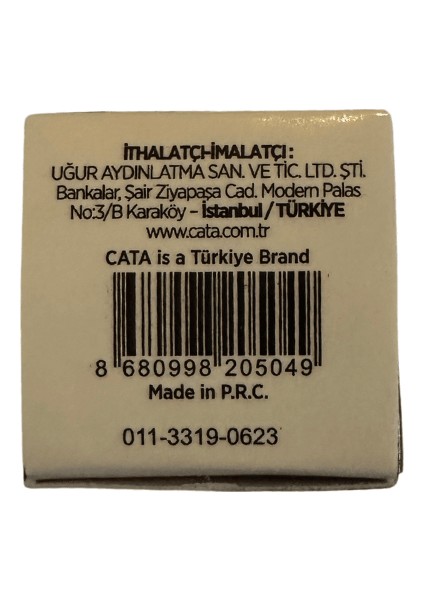 İTHALATÇI-İMALATÇI :
UĞUR AYDINLATMA SAN. VE TİC. LTD. ŞTİ.
Bankalar, Şair Ziyapaşa Cad. Modern Palas
No:3/B Karaköy – İstanbul / TÜRKİYE
www.cata.com.tr
CATA is a Türkiye Brand
8 680998 205049
Made in P.R.C.
011-3319-0623